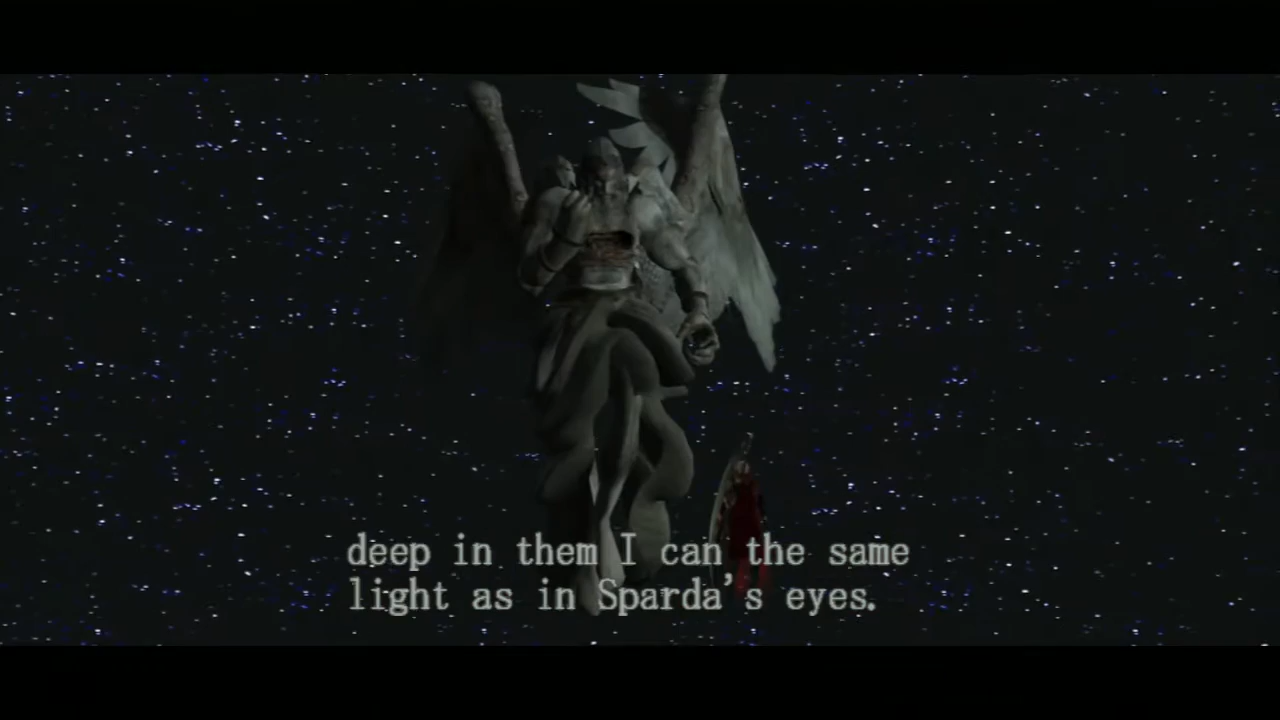 deep in them I can the same
light as in Sparda's eyes.